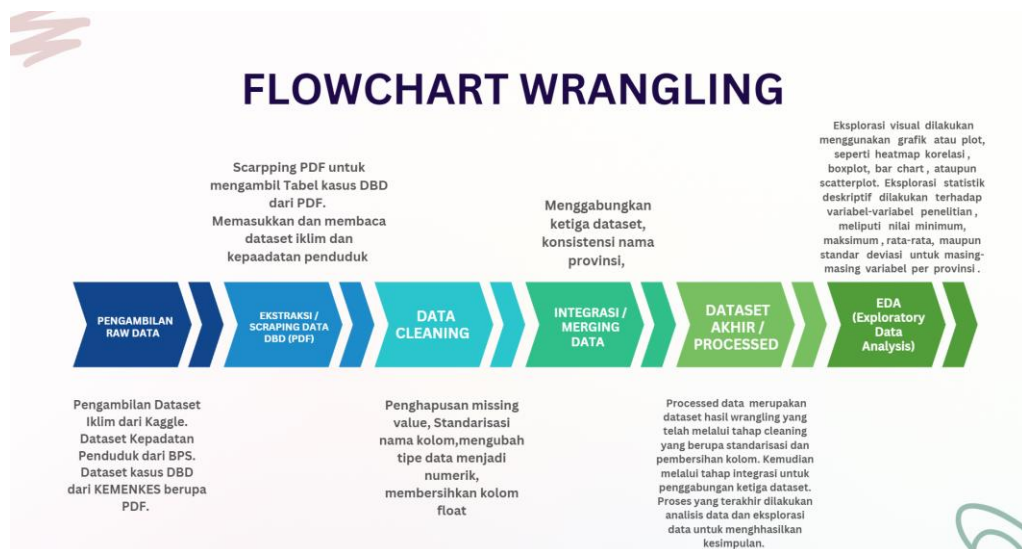 FLOWCHART WRANGLING
Scarpping PDF untuk
mengambil Tabel kasus DBD
dari PDF.
Memasukkan dan membaca
dataset iklim dan
kepaadatan penduduk
Menggabungkan
ketiga dataset,
konsistensi nama
provinsi,
Eksplorasi visual dilakukan
menggunakan grafik atau plot,
seperti heatmap korelasi ,
boxplot, bar chart , ataupun
scatterplot. Eksplorasi statistik
deskriptif dilakukan terhadap
variabel-variabel penelitian ,
meliputi nilai minimum,
maksimum , rata-rata, maupun
standar deviasi untuk masing-
masing variabel per provinsi .
PENGAMBILAN
RAW DATA
EKSTRAKSI /
SCRAPING DATA
DBD (PDF)
DATA
CLEANING
INTEGRASI /
MERGING
DATA
DATASET
AKHIR /
PROCESSED
EDA
(Exploratory
Data
Analysis)
Pengambilan Dataset
Iklim dari Kaggle.
Dataset Kepadatan
Penduduk dari BPS.
Dataset kasus DBD
dari KEMENKES berupa
PDF.
Penghapusan missing
value, Standarisasi
nama kolom,mengubah
tipe data menjadi
numerik,
membersihkan kolom
float
Processed data merupakan
dataset hasil wrangling yang
telah melalui tahap cleaning
yang berupa standarisasi dan
pembersihan kolom. Kemudian
melalui tahap integrasi untuk
penggabungan ketiga dataset.
Proses yang terakhir dilakukan
analisis data dan eksplorasi
data untuk menghhasilkan
kesimpulan.